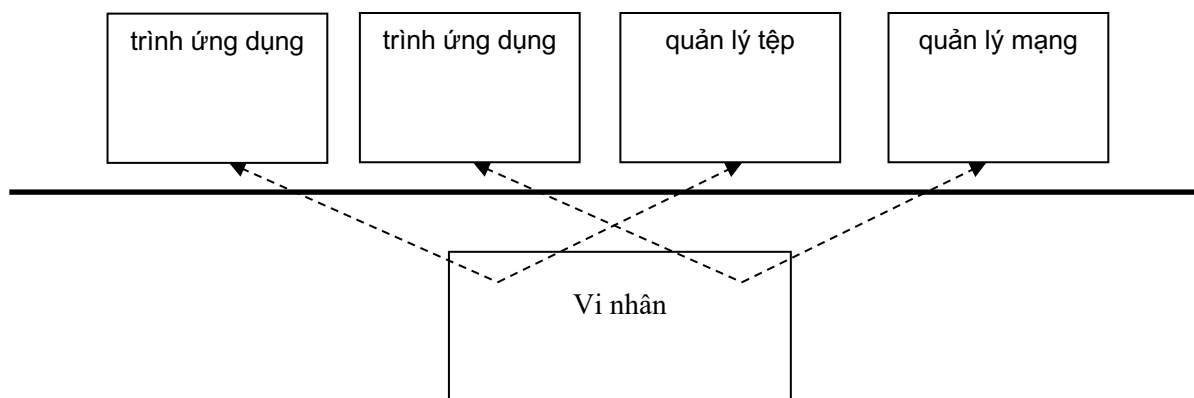 trình ứng dụng
trình ứng dụng
quản lý tệp
quản lý mạng
Vi nhân